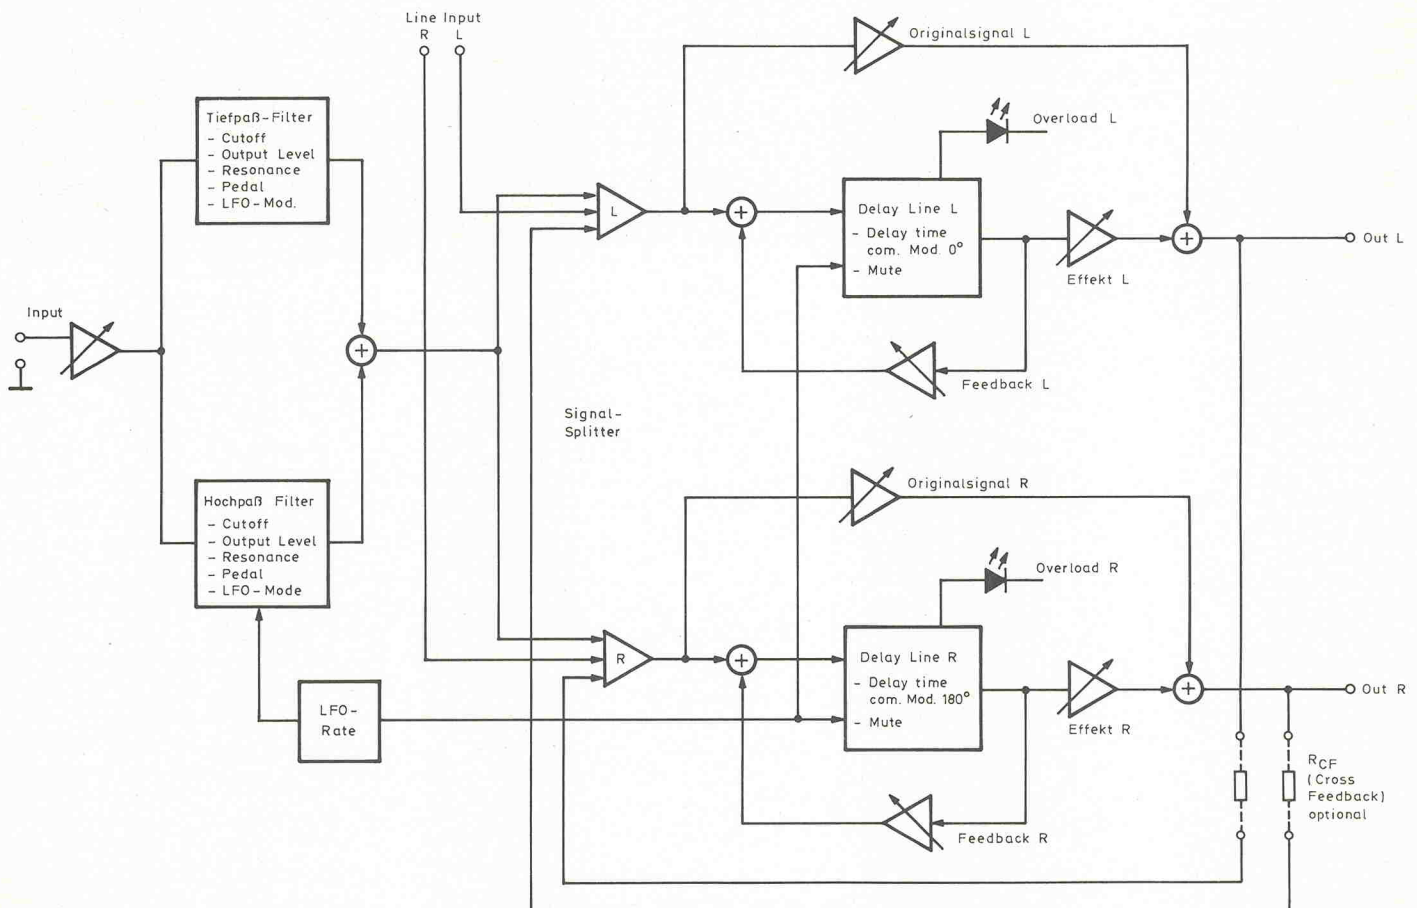 Line Input
R L
Originalsignal L
Tiefpaß-Filter
- Cutoff
- Output Level
- Resonance
- Pedal
- LFO-Mod.
Overload L
L
+
Delay Line L
- Delay time
com. Mod. 0°
- Mute
+
Out L
Effekt L
Input
+
Feedback L
Signal-
Splitter
Hochpaß Filter
- Cutoff
- Output Level
- Resonance
- Pedal
- LFO-Mode
Originalsignal R
Overload R
R
+
Delay Line R
- Delay time
com. Mod. 180°
- Mute
+
Out R
Effekt R
LFO-
Rate
RCF
(Cross
Feedback)
optional
Feedback R